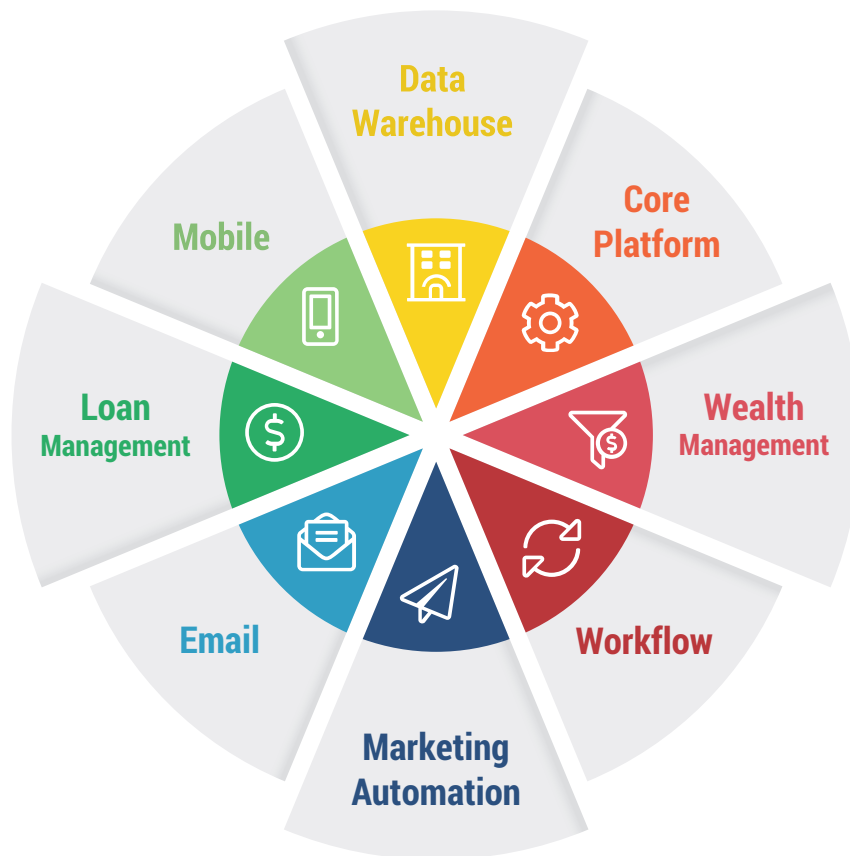 Data
Warehouse
Core
Platform
Wealth
Management
Workflow
Marketing
Automation
Email
Loan
Management
Mobile
$
$